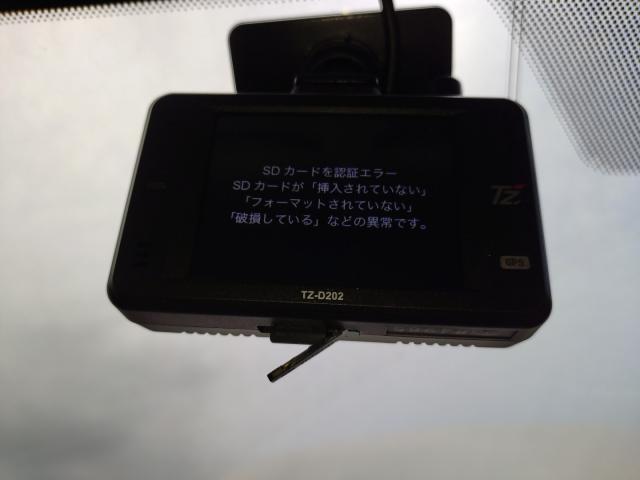 SD カードを認証エラー
SD カードが「挿入されていない」
「フォーマットされていない」
「破損している」などの異常です。
TZ
GPS
TZ-D202